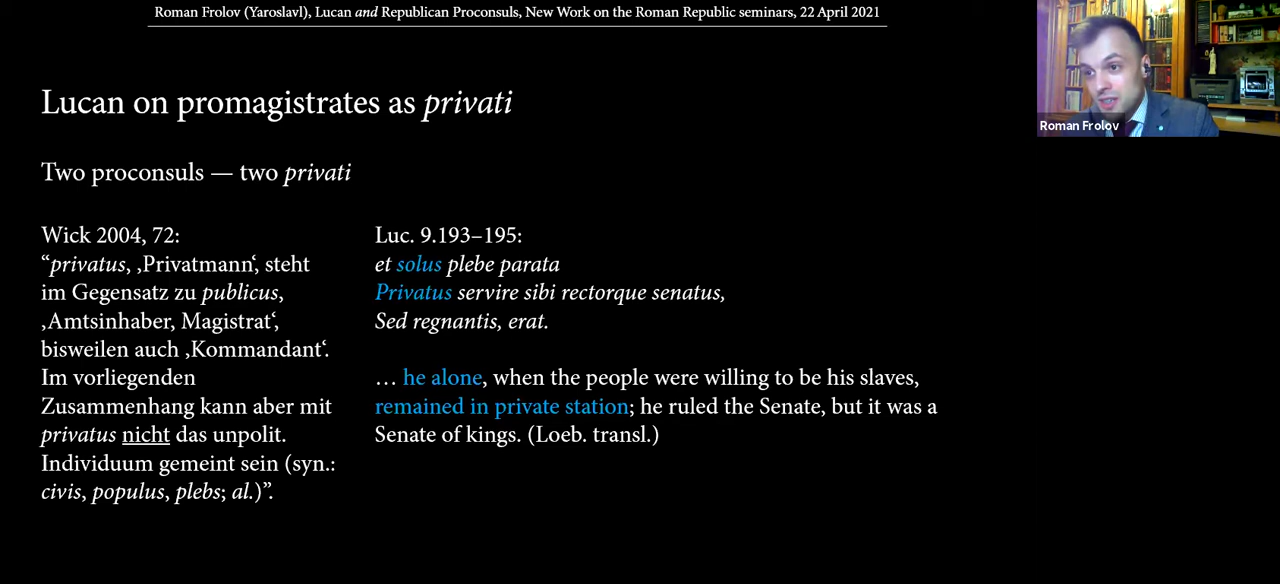 Roman Frolov (Yaroslavl), Lucan and Republican Proconsuls, New Work on the Roman Republic seminars, 22 April 2021
Roman Frolov
Lucan on promagistrates as privati
Two proconsuls — two privati
Wick 2004, 72:
“privatus, ‚Privatmann‘, steht
im Gegensatz zu publicus,
‚Amtsinhaber, Magistrat‘,
bisweilen auch ‚Kommandant‘.
Im vorliegenden
Zusammenhang kann aber mit
privatus nicht das unpolit.
Individuum gemeint sein (syn.:
civis, populus, plebs; al.)”.
Luc. 9.193–195:
et solus plebe parata
Privatus servire sibi rectorque senatus,
Sed regnantis, erat.
… he alone, when the people were willing to be his slaves,
remained in private station; he ruled the Senate, but it was a
Senate of kings. (Loeb. transl.)